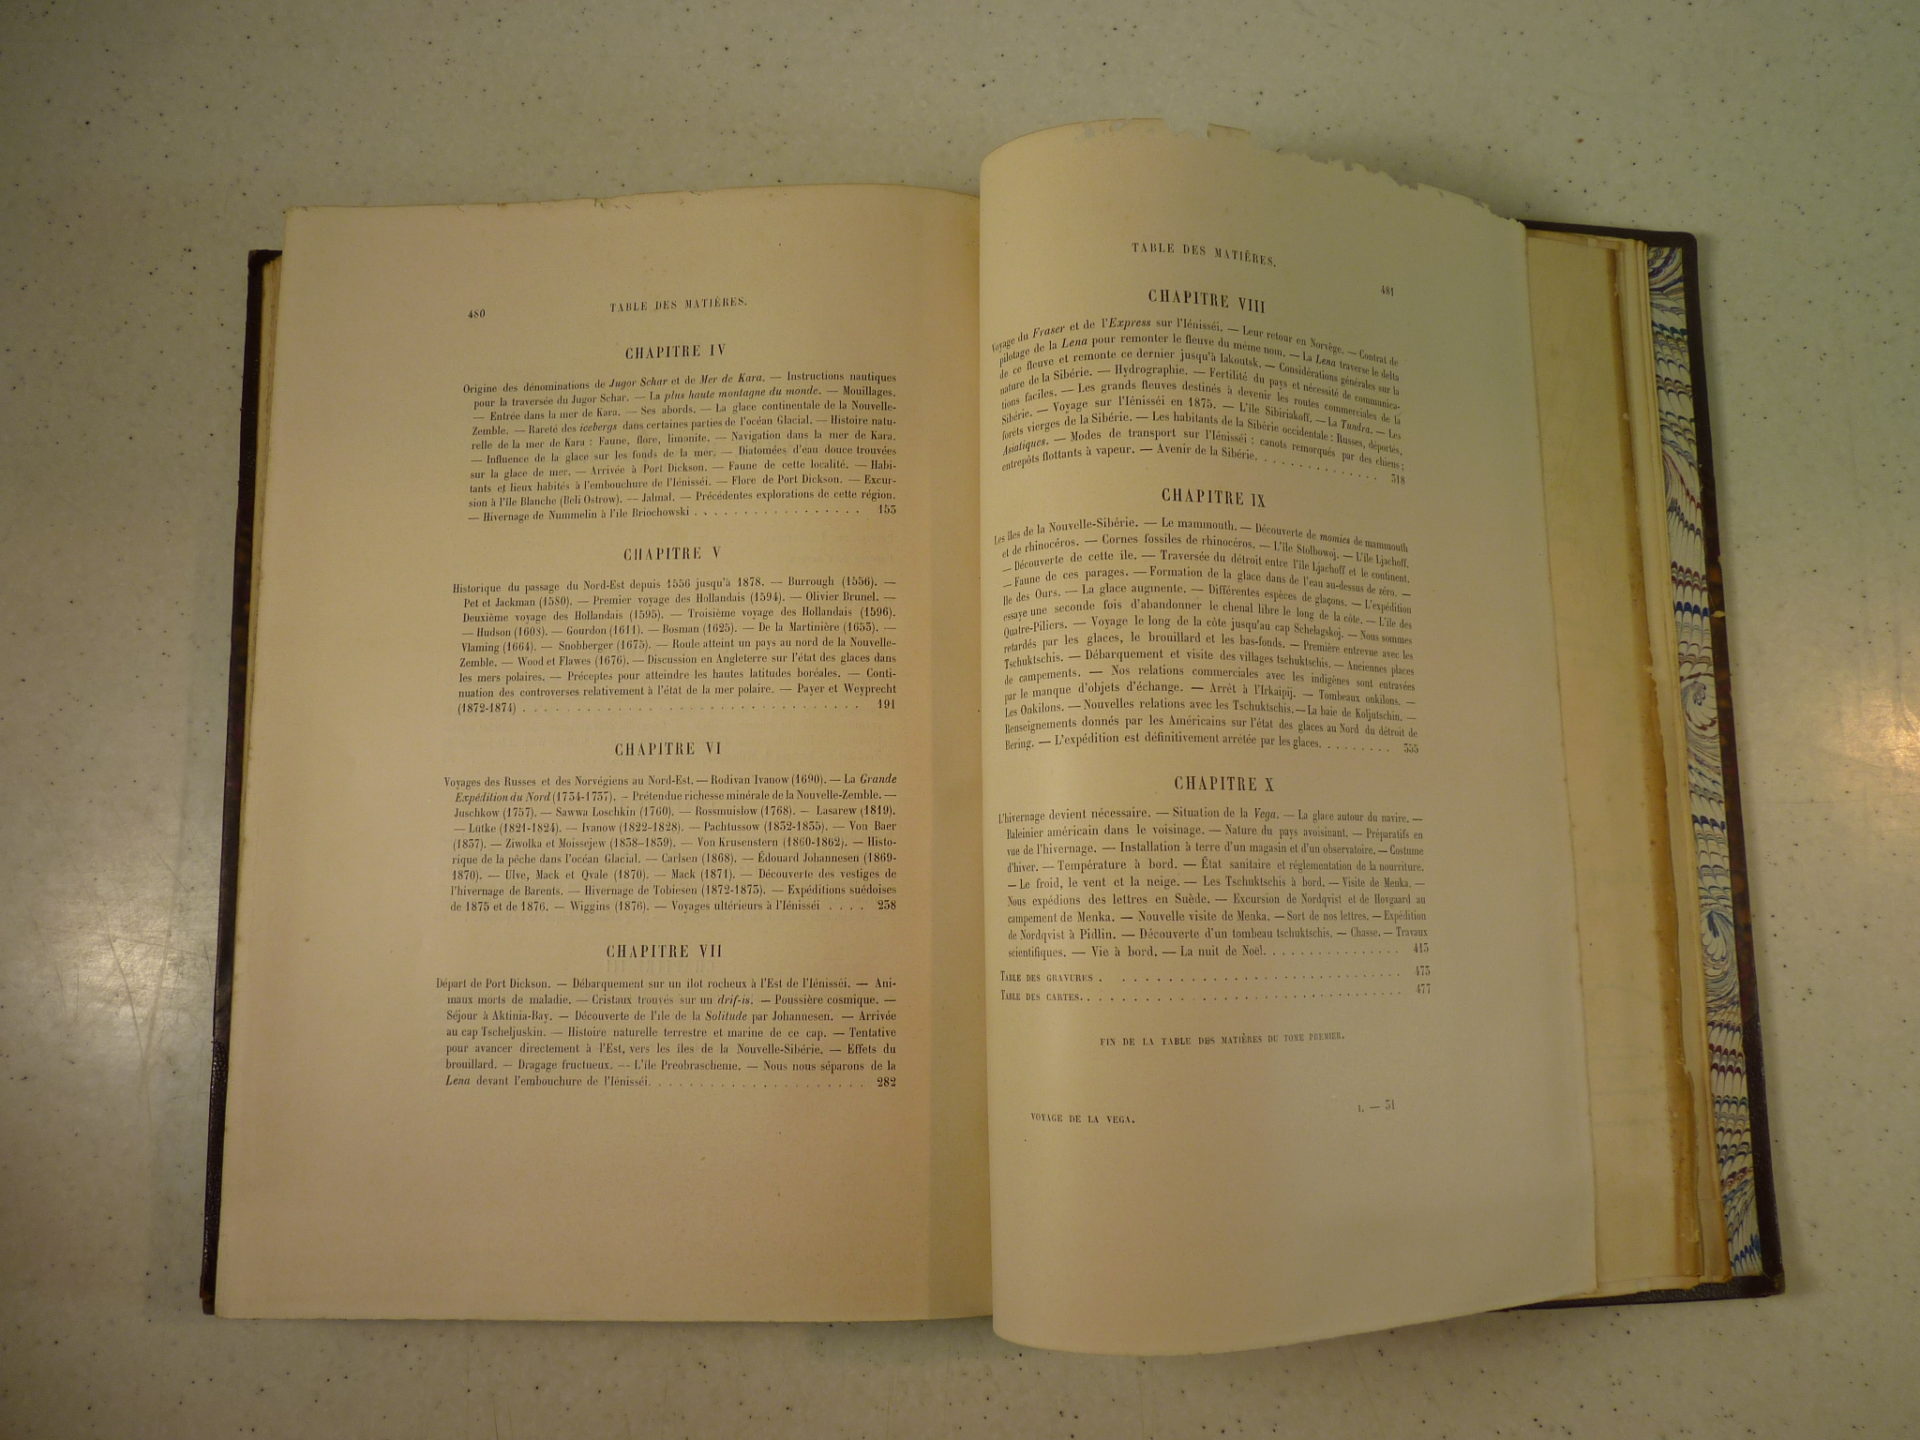 480
TABLE DES MATIÈRES.
CHAPITRE IV
Origine des dénominations de Jugor Schar et de Mer de Kara. — Instructions nautiques
pour la traversée du Jugor Schar. — La plus haute montagne du monde. — Mouillages.
— Entrée dans la mer de Kara. — Ses abords. — La glace continentale de la Nouvelle-
Zemble. — Rareté des icebergs dans certaines parties de l'océan Glacial. — Histoire natu-
relle de la mer de Kara : Faune, flore, limonite. — Navigation dans la mer de Kara.
— Influence de la glace sur les fonds de la mer. — Diatomées d'eau douce trouvées
sur la glace de mer. — Arrivée à Port Dickson. — Faune de cette localité. — Habi-
tants et lieux habités à l'embouchure de l'Iénisséi. — Flore de Port Dickson. — Excur-
sion à l'île Blanche (Beli Ostrow). — Jalmal. — Précédentes explorations de cette région.
— Hivernage de Nummelin à l'île Briochowski . . . . . . . . . . . . . . . . 153
CHAPITRE V
Historique du passage du Nord-Est depuis 1556 jusqu'à 1878. — Burrough (1556). —
Pet et Jackman (1580). — Premier voyage des Hollandais (1594). — Olivier Brunel. —
Deuxième voyage des Hollandais (1595). — Troisième voyage des Hollandais (1596).
— Hudson (1608). — Gourdon (1611). — Bosman (1625). — De la Martinière (1653). —
Vlaming (1664). — Snobberger (1675). — Roule atteint un pays au nord de la Nouvelle-
Zemble. — Wood et Flawes (1676). — Discussion en Angleterre sur l'état des glaces dans
les mers polaires. — Préceptes pour atteindre les hautes latitudes boréales. — Conti-
nuation des controverses relativement à l'état de la mer polaire. — Payer et Weyprecht
(1872-1874) . . . . . . . . . . . . . . . . . . . . . . . . . . . . . . 191
CHAPITRE VI
Voyages des Russes et des Norvégiens au Nord-Est. — Rodivan Ivanow (1690). — La Grande
Expédition du Nord (1734-1737). — Prétendue richesse minérale de la Nouvelle-Zemble. —
Juschkow (1757). — Sawwa Loschkin (1760). — Rossmuislow (1768). — Lasarew (1819).
— Lütke (1821-1824). — Ivanow (1822-1828). — Pachtussow (1832-1835). — Von Baer
(1837). — Ziwolka et Moissejew (1838-1839). — Von Krusenstern (1860-1862). — Histo-
rique de la pêche dans l'océan Glacial. — Carlsen (1868). — Édouard Johannesen (1869-
1870). — Ulve, Mack et Qvale (1870). — Mack (1871). — Découverte des vestiges de
l'hivernage de Barents. — Hivernage de Tobiesen (1872-1873). — Expéditions suédoises
de 1875 et de 1876. — Wiggins (1876). — Voyages ultérieurs à l'Iénisséi . . . . 238
CHAPITRE VII
Départ de Port Dickson. — Débarquement sur un îlot rocheux à l'Est de l'Iénisséi. — Ani-
maux morts de maladie. — Cristaux trouvés sur un drif-is. — Poussière cosmique. —
Séjour à Aktinia-Bay. — Découverte de l'île de la Solitude par Johannesen. — Arrivée
au cap Tscheljuskin. — Histoire naturelle terrestre et marine de ce cap. — Tentative
pour avancer directement à l'Est, vers les îles de la Nouvelle-Sibérie. — Effets du
brouillard. — Dragage fructueux. — L'île Preobraschenie. — Nous nous séparons de la
Lena devant l'embouchure de l'Iénisséi. . . . . . . . . . . . . . . . . . . . 282
TABLE DES MATIÈRES.
481
CHAPITRE VIII
Voyage du Fraser et de l'Express sur l'Iénisséi. — Leur retour en Norvège. — Contrat de
pilotage de la Lena pour remonter le fleuve du même nom. — La Lena traverse le delta
de ce fleuve et remonte ce dernier jusqu'à Iakoutsk. — Considérations générales sur la
nature de la Sibérie. — Hydrographie. — Fertilité du pays et nécessité de communica-
tions faciles. — Les grands fleuves destinés à devenir les routes commerciales de la
Sibérie. — Voyage sur l'Iénisséi en 1875. — L'île Sibiriakoff. — La Tundra. — Les
forêts vierges de la Sibérie. — Les habitants de la Sibérie occidentale : Russes, déportés,
Asiatiques. — Modes de transport sur l'Iénisséi : canots remorqués par des chiens ;
entrepôts flottants à vapeur. — Avenir de la Sibérie. . . . . . . . . . . . 318
CHAPITRE IX
Les îles de la Nouvelle-Sibérie. — Le mammouth. — Découverte de momies de mammouth
et de rhinocéros. — Cornes fossiles de rhinocéros. — L'île Stolbowoj. — L'île Ljachoff.
— Découverte de cette île. — Traversée du détroit entre l'île Ljachoff et le continent.
— Faune de ces parages. — Formation de la glace dans de l'eau au-dessus de zéro. —
Ile des Ours. — La glace augmente. — Différentes espèces de glaçons. — L'expédition
essaye une seconde fois d'abandonner le chenal libre le long de la côte. — L'île des
Quatre-Piliers. — Voyage le long de la côte jusqu'au cap Schelagskoj. — Nous sommes
retardés par les glaces, le brouillard et les bas-fonds. — Première entrevue avec les
Tschuktschis. — Débarquement et visite des villages tschuktschis. — Anciennes places
de campements. — Nos relations commerciales avec les indigènes sont entravées
par le manque d'objets d'échange. — Arrêt à l'Irkaipij. — Tombeaux onkilons. —
Les Onkilons. — Nouvelles relations avec les Tschuktschis. — La baie de Koljutschin. —
Renseignements donnés par les Américains sur l'état des glaces au Nord du détroit de
Bering. — L'expédition est définitivement arrêtée par les glaces. . . . . . . . 355
CHAPITRE X
L'hivernage devient nécessaire. — Situation de la Vega. — La glace autour du navire. —
Baleinier américain dans le voisinage. — Nature du pays avoisinant. — Préparatifs en
vue de l'hivernage. — Installation à terre d'un magasin et d'un observatoire. — Costume
d'hiver. — Température à bord. — État sanitaire et réglementation de la nourriture.
— Le froid, le vent et la neige. — Les Tschuktschis à bord. — Visite de Menka. —
Nous expédions des lettres en Suède. — Excursion de Nordqvist et de Hovgaard au
campement de Menka. — Nouvelle visite de Menka. — Sort de nos lettres. — Expédition
de Nordqvist à Pidlin. — Découverte d'un tombeau tschuktschis. — Chasse. — Travaux
scientifiques. — Vie à bord. — La nuit de Noël. . . . . . . . . . . . . . 413
TABLE DES GRAVURES . . . . . . . . . . . . . . . . . . . . . . . . . 473
TABLE DES CARTES. . . . . . . . . . . . . . . . . . . . . . . . . . . 477
FIN DE LA TABLE DES MATIÈRES DU TOME PREMIER.
VOYAGE DE LA VEGA.
I. — 31